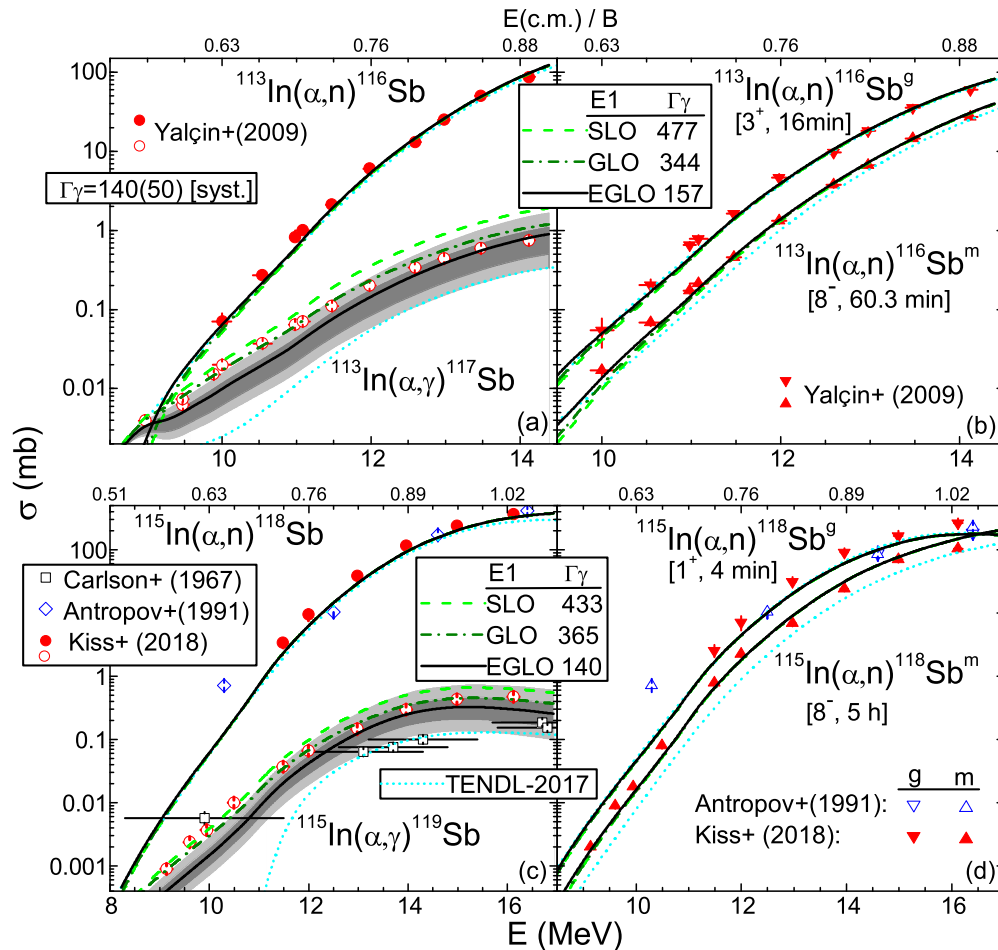 E(c.m.) / B
0.63 0.76 0.88
0.63 0.76 0.88
¹¹³In(α,n)¹¹⁶Sb
Yalçin+(2009)
Γγ=140(50) [syst.]
¹¹³In(α,γ)¹¹⁷Sb
(a)
100
10
1
0.1
0.01
10 12 14
E1 Γγ
SLO 477
GLO 344
EGLO 157
¹¹³In(α,n)¹¹⁶Sbᵍ
[3⁺, 16min]
¹¹³In(α,n)¹¹⁶Sbᵐ
[8⁻, 60.3 min]
Yalçin+ (2009)
(b)
10 12 14
σ (mb)
0.51 0.63 0.76 0.89 1.02
0.63 0.76 0.89 1.02
¹¹⁵In(α,n)¹¹⁸Sb
Carlson+ (1967)
Antropov+(1991)
Kiss+ (2018)
E1 Γγ
SLO 433
GLO 365
EGLO 140
TENDL-2017
¹¹⁵In(α,γ)¹¹⁹Sb
(c)
100
10
1
0.1
0.01
0.001
8 10 12 14 16
¹¹⁵In(α,n)¹¹⁸Sbᵍ
[1⁺, 4 min]
¹¹⁵In(α,n)¹¹⁸Sbᵐ
[8⁻, 5 h]
g m
Antropov+(1991):
Kiss+ (2018):
(d)
10 12 14 16
E (MeV)